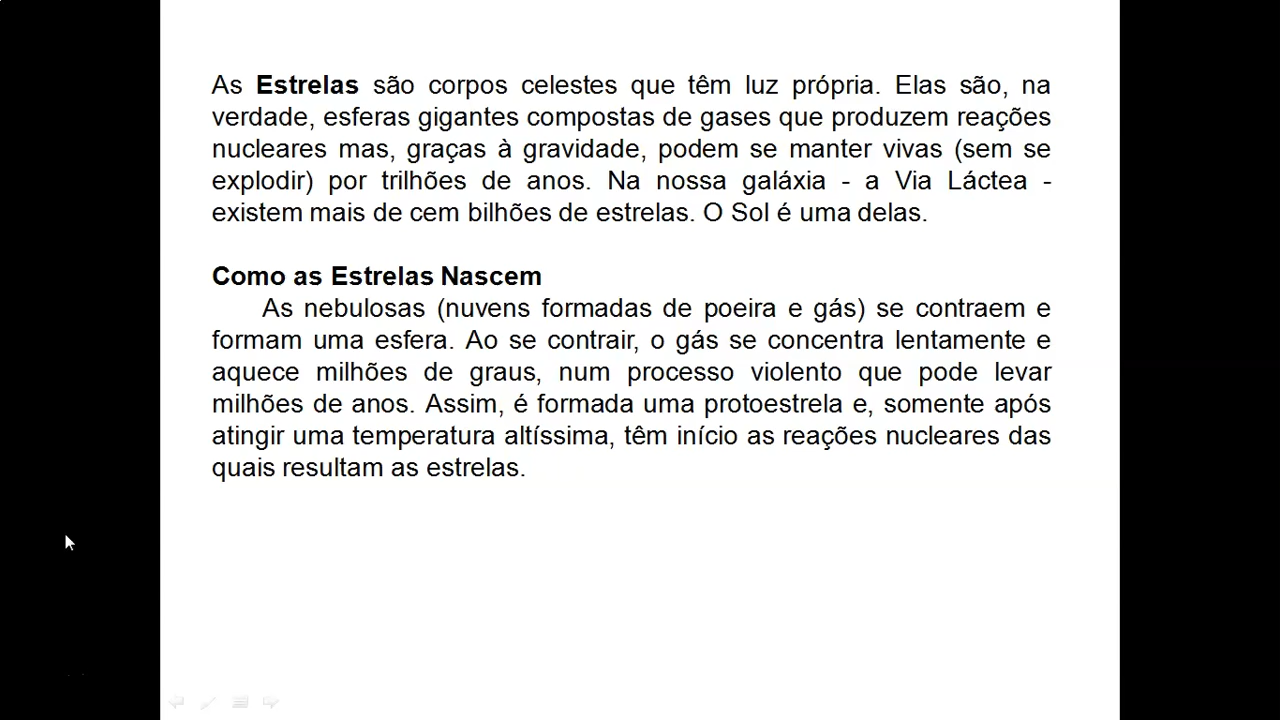 As Estrelas são corpos celestes que têm luz própria. Elas são, na
verdade, esferas gigantes compostas de gases que produzem reações
nucleares mas, graças à gravidade, podem se manter vivas (sem se
explodir) por trilhões de anos. Na nossa galáxia - a Via Láctea -
existem mais de cem bilhões de estrelas. O Sol é uma delas.
Como as Estrelas Nascem
As nebulosas (nuvens formadas de poeira e gás) se contraem e
formam uma esfera. Ao se contrair, o gás se concentra lentamente e
aquece milhões de graus, num processo violento que pode levar
milhões de anos. Assim, é formada uma protoestrela e, somente após
atingir uma temperatura altíssima, têm início as reações nucleares das
quais resultam as estrelas.